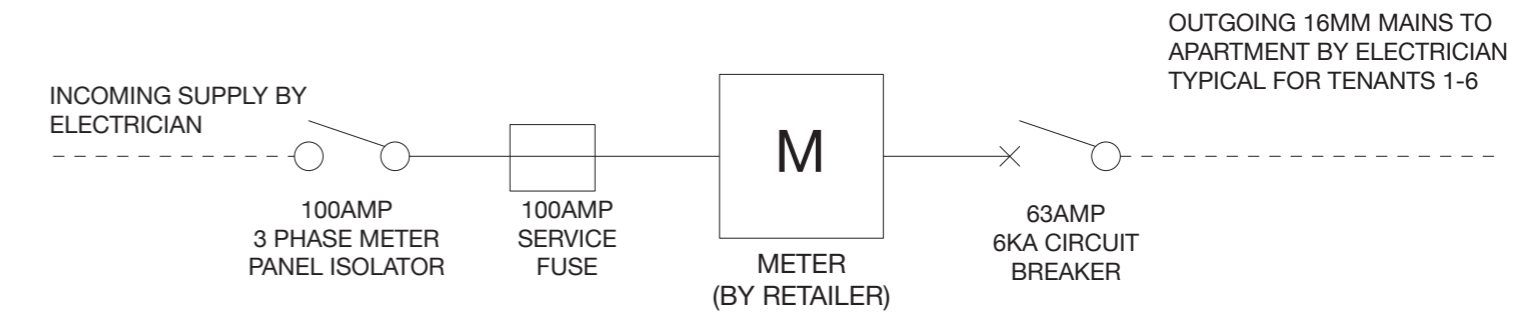 OUTGOING 16MM MAINS TO
APARTMENT BY ELECTRICIAN
TYPICAL FOR TENANTS 1-6
INCOMING SUPPLY BY
ELECTRICIAN
M
100AMP
3 PHASE METER
PANEL ISOLATOR
100AMP
SERVICE
FUSE
METER
(BY RETAILER)
63AMP
6KA CIRCUIT
BREAKER